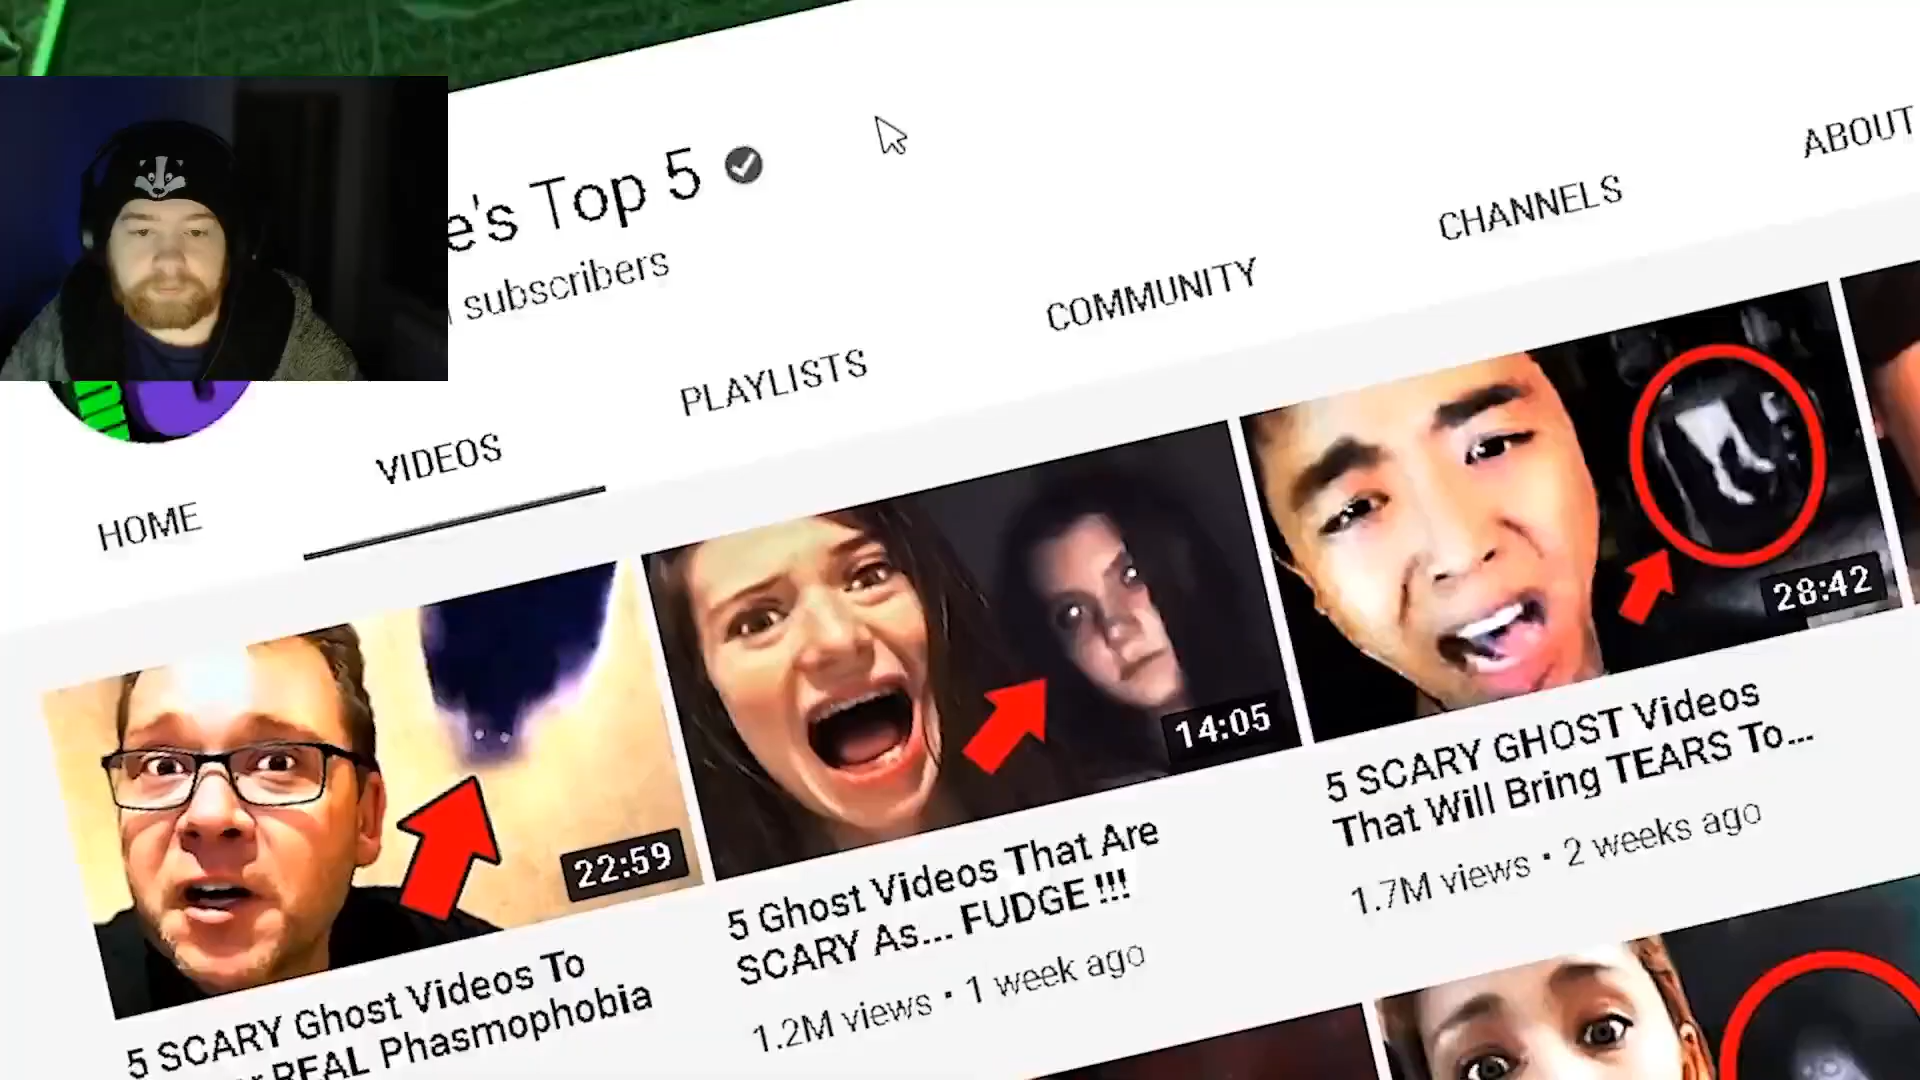 e's Top 5
subscribers
HOME
VIDEOS
PLAYLISTS
COMMUNITY
CHANNELS
ABOUT
22:59
14:05
28:42
5 SCARY Ghost Videos To
REAL Phasmophobia
5 Ghost Videos That Are
SCARY As... FUDGE !!!
1.2M views • 1 week ago
5 SCARY GHOST Videos
That Will Bring TEARS To...
1.7M views • 2 weeks ago